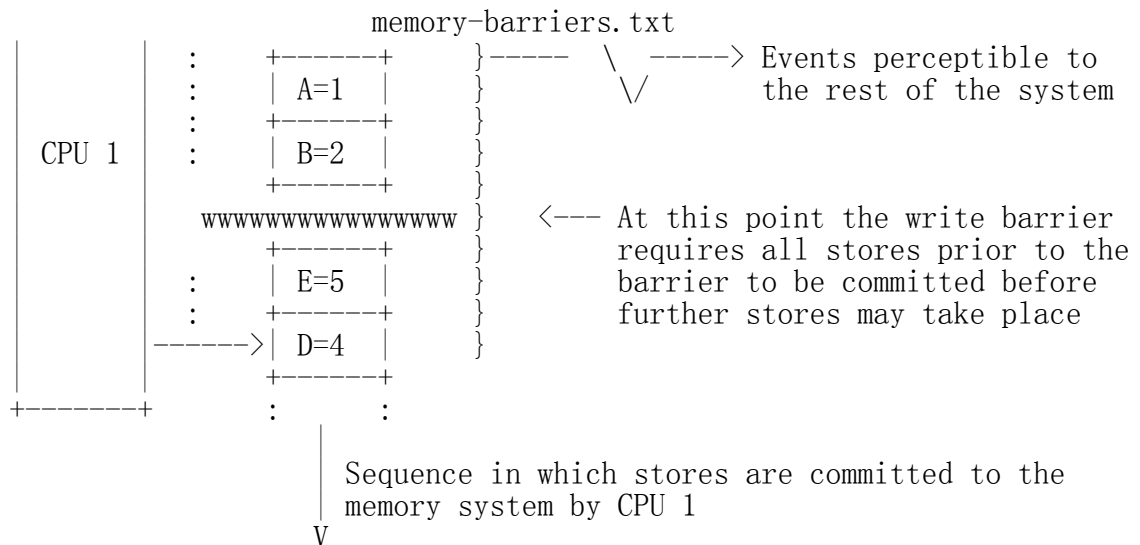 memory-barriers.txt
|       |   :    +------+     }-----  \  -----> Events perceptible to
|       |   :    | A=1  |     }        \/       the rest of the system
|       |   :    +------+     }
| CPU 1 |   :    | B=2  |     }
|       |        +------+     }
|       |   wwwwwwwwwwwwwwww }   <--- At this point the write barrier
|       |        +------+     }        requires all stores prior to the
|       |   :    | E=5  |     }        barrier to be committed before
|       |   :    +------+     }        further stores may take place
|       |------>| D=4  |     }
|       |        +------+
+-------+        :      :
|
| Sequence in which stores are committed to the
| memory system by CPU 1
V